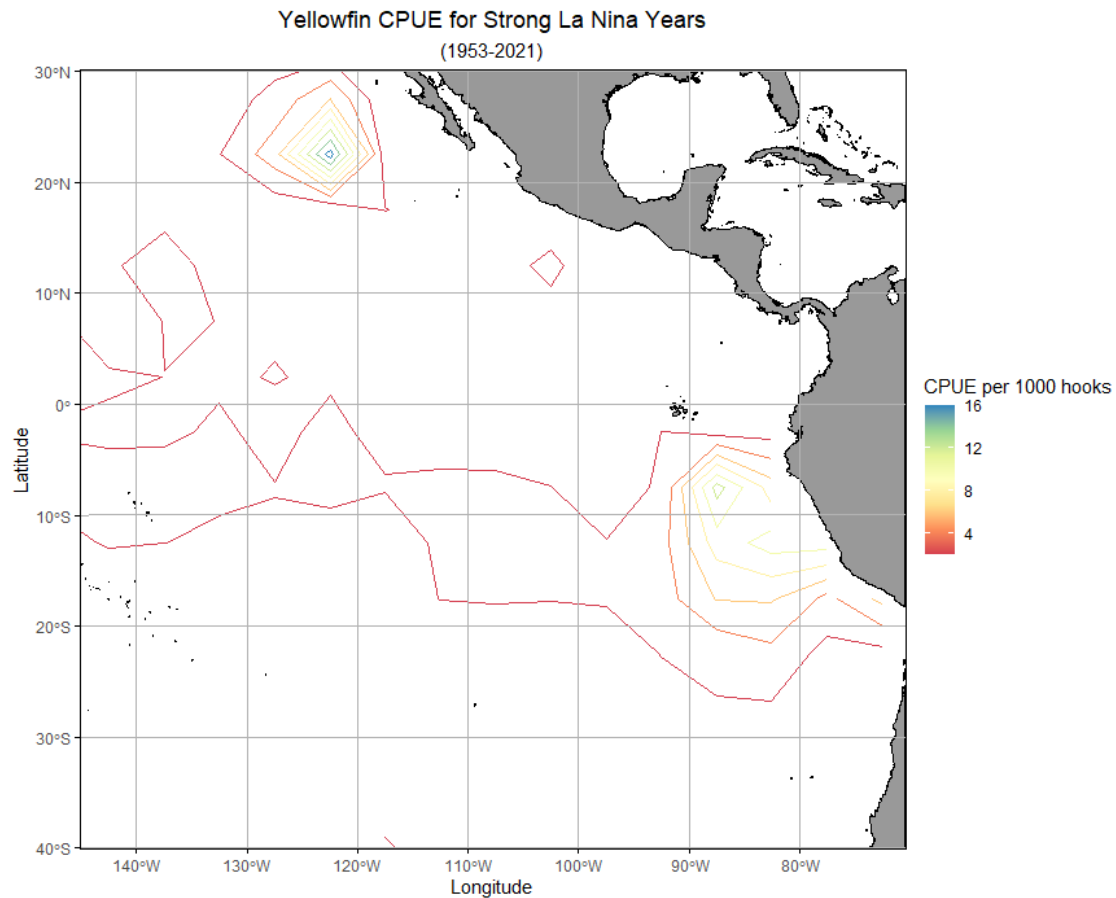 Yellowfin CPUE for Strong La Nina Years
(1953-2021)
30°N
20°N
10°N
0°
10°S
20°S
30°S
40°S
Latitude
140°W
130°W
120°W
110°W
100°W
90°W
80°W
Longitude
CPUE per 1000 hooks
16
12
8
4